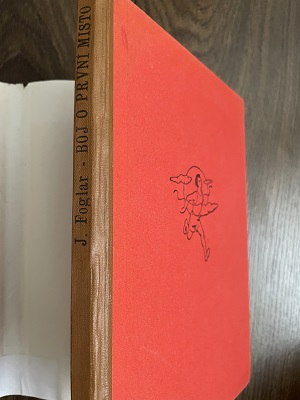 J. Foglar - BOJ O PRVNÍ MÍSTO